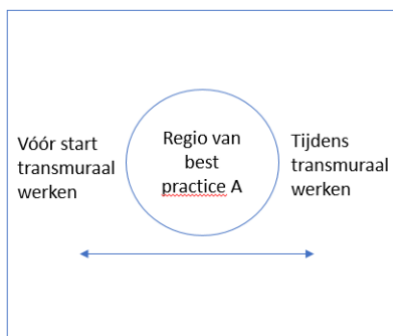 Vóór start
transmuraal
werken
Regio van
best
practice A
Tijdens
transmuraal
werken